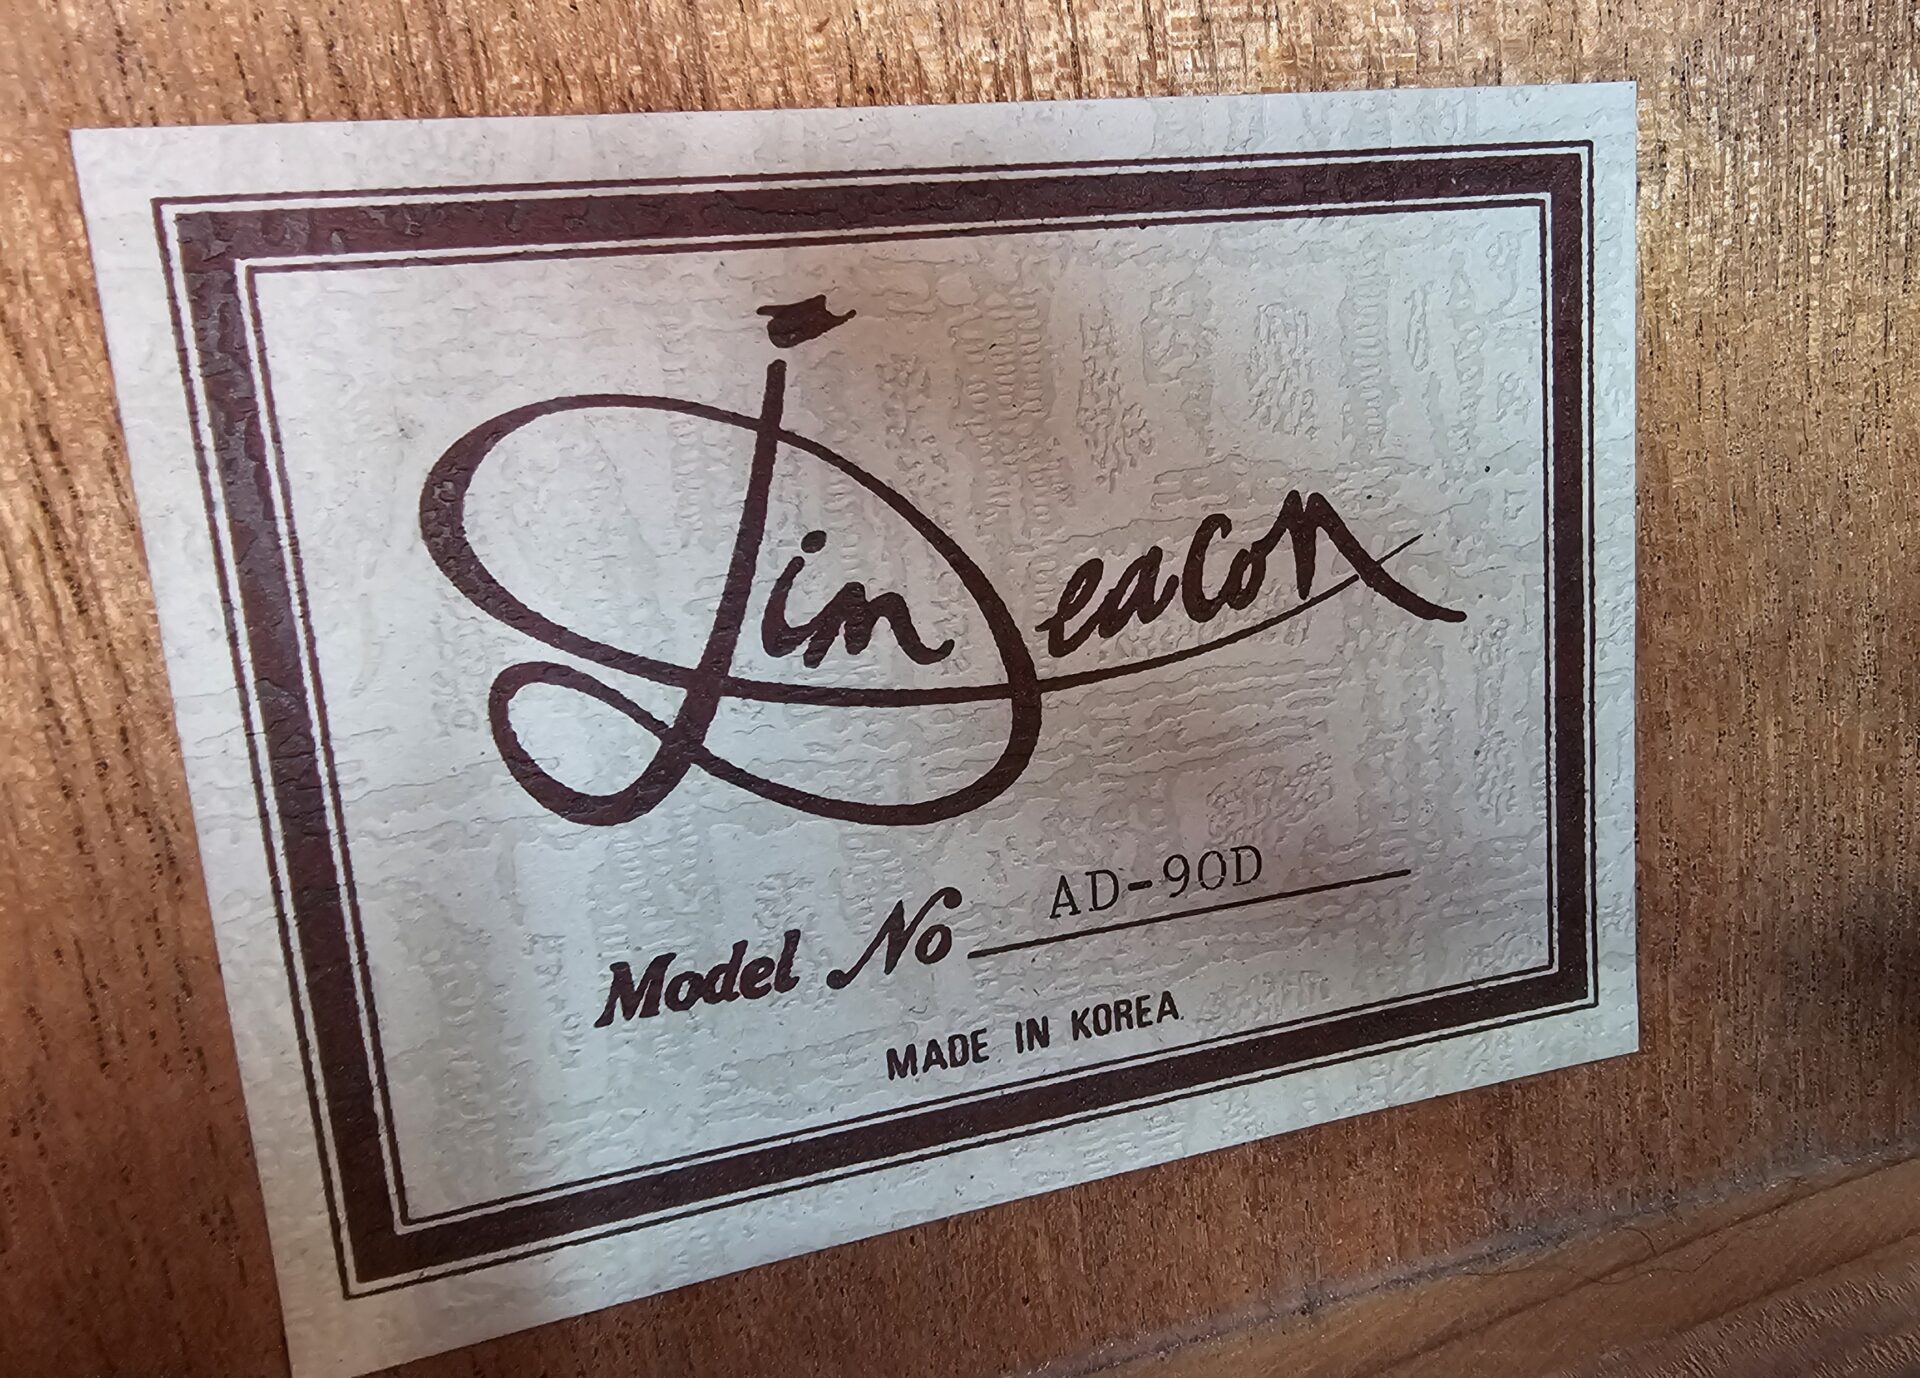 Jim Deacon
Model No AD-90D
MADE IN KOREA